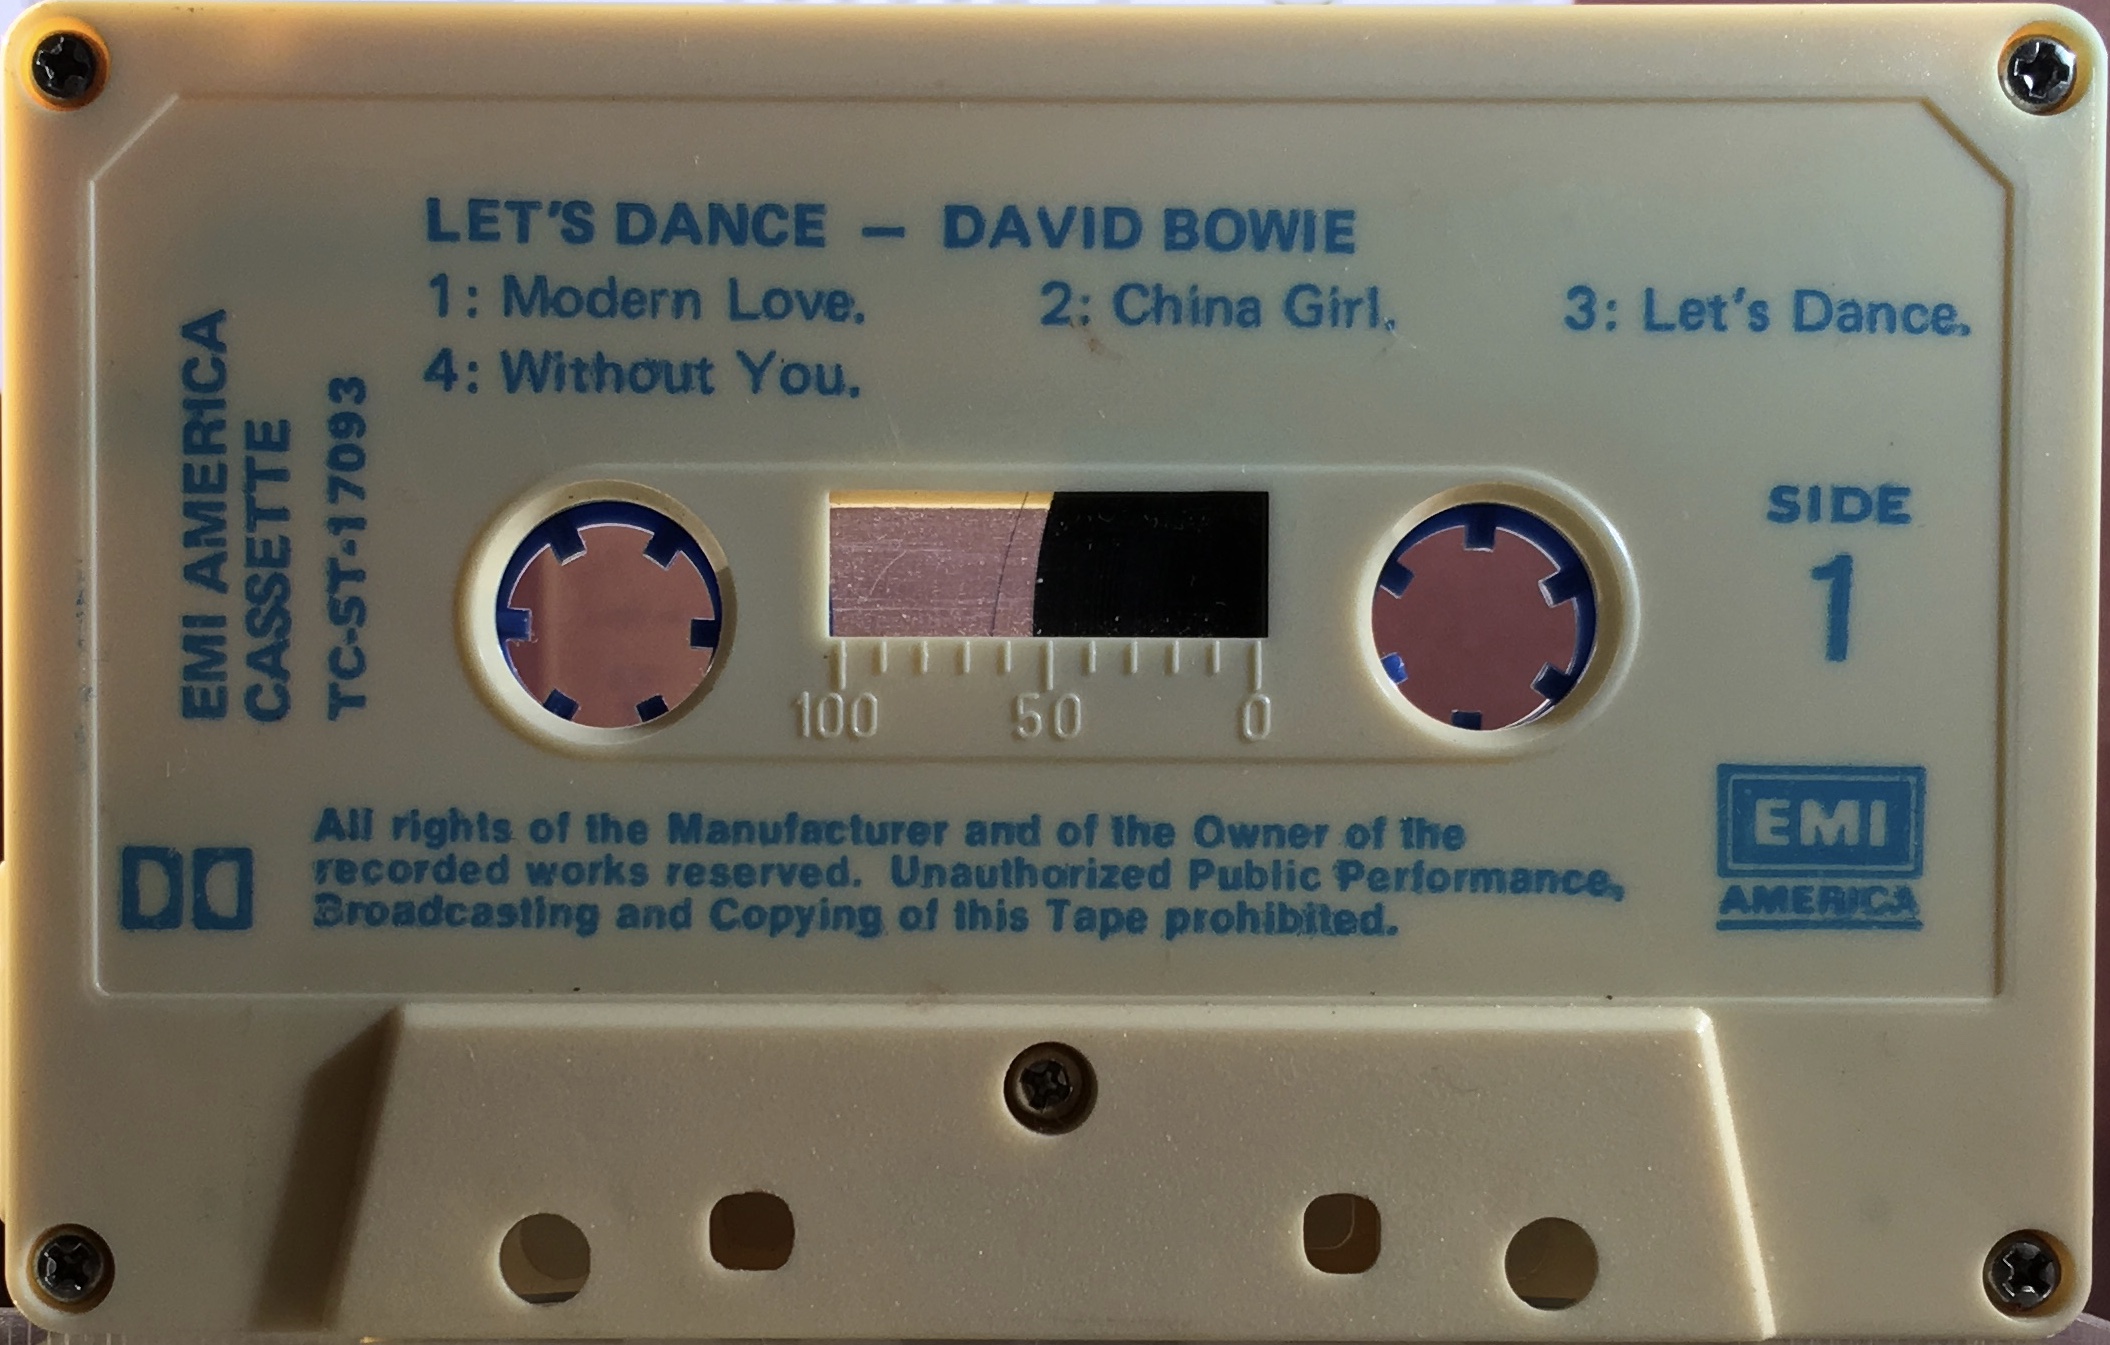 LET'S DANCE — DAVID BOWIE
1: Modern Love. 2: China Girl. 3: Let's Dance.
4: Without You.
EMI AMERICA
CASSETTE
TC-ST-17093
SIDE
1
100 50 0
All rights of the Manufacturer and of the Owner of the
recorded works reserved. Unauthorized Public Performance,
Broadcasting and Copying of this Tape prohibited.
EMI
AMERICA